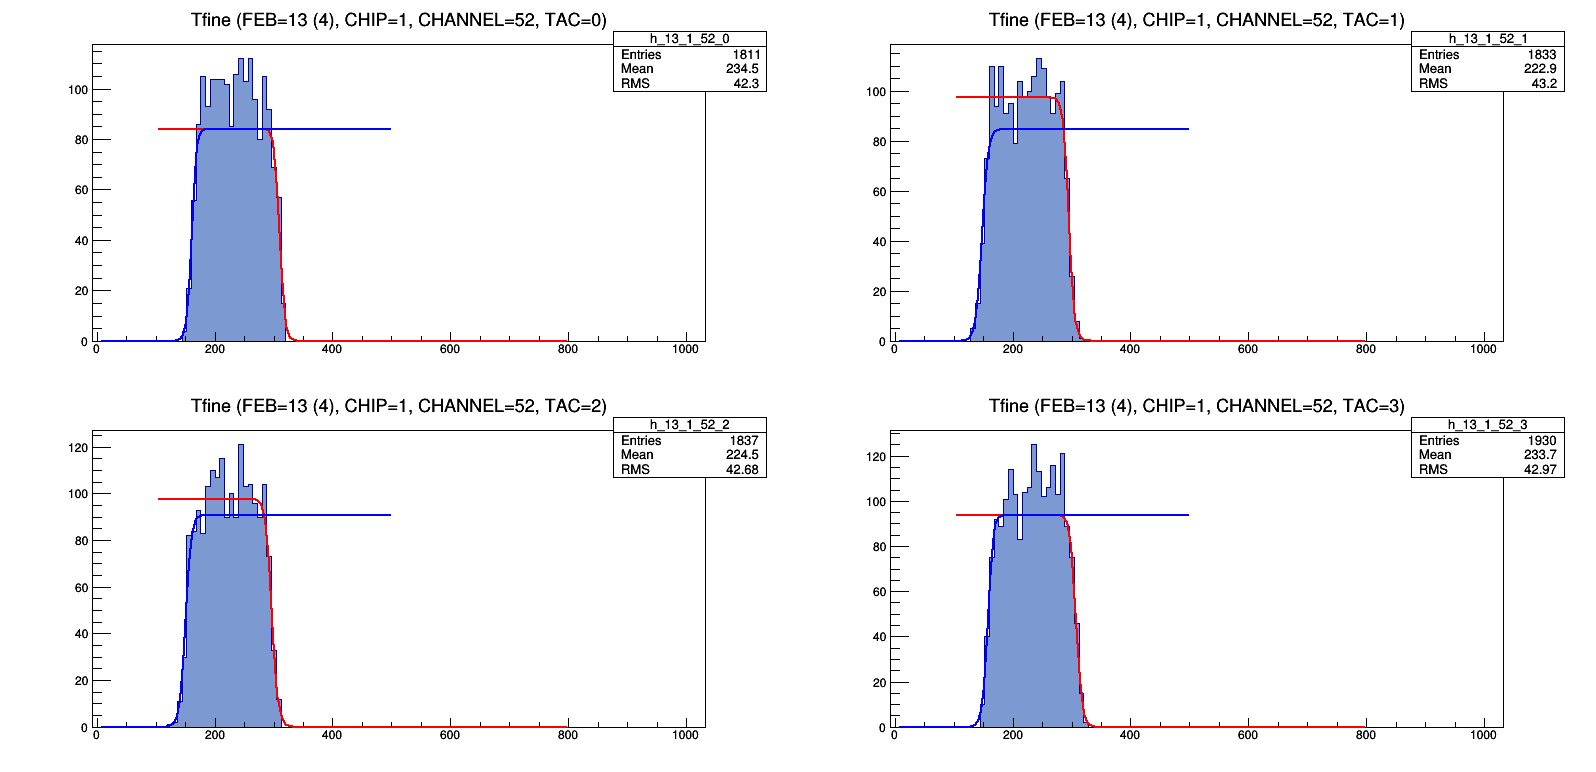 Tfine (FEB=13 (4), CHIP=1, CHANNEL=52, TAC=0)
h_13_1_52_0
Entries 1811
Mean 234.5
RMS 42.3
100
80
60
40
20
0
0 200 400 600 800 1000
Tfine (FEB=13 (4), CHIP=1, CHANNEL=52, TAC=1)
h_13_1_52_1
Entries 1833
Mean 222.9
RMS 43.2
100
80
60
40
20
0
0 200 400 600 800 1000
Tfine (FEB=13 (4), CHIP=1, CHANNEL=52, TAC=2)
h_13_1_52_2
Entries 1837
Mean 224.5
RMS 42.68
120
100
80
60
40
20
0
0 200 400 600 800 1000
Tfine (FEB=13 (4), CHIP=1, CHANNEL=52, TAC=3)
h_13_1_52_3
Entries 1930
Mean 233.7
RMS 42.97
120
100
80
60
40
20
0
0 200 400 600 800 1000